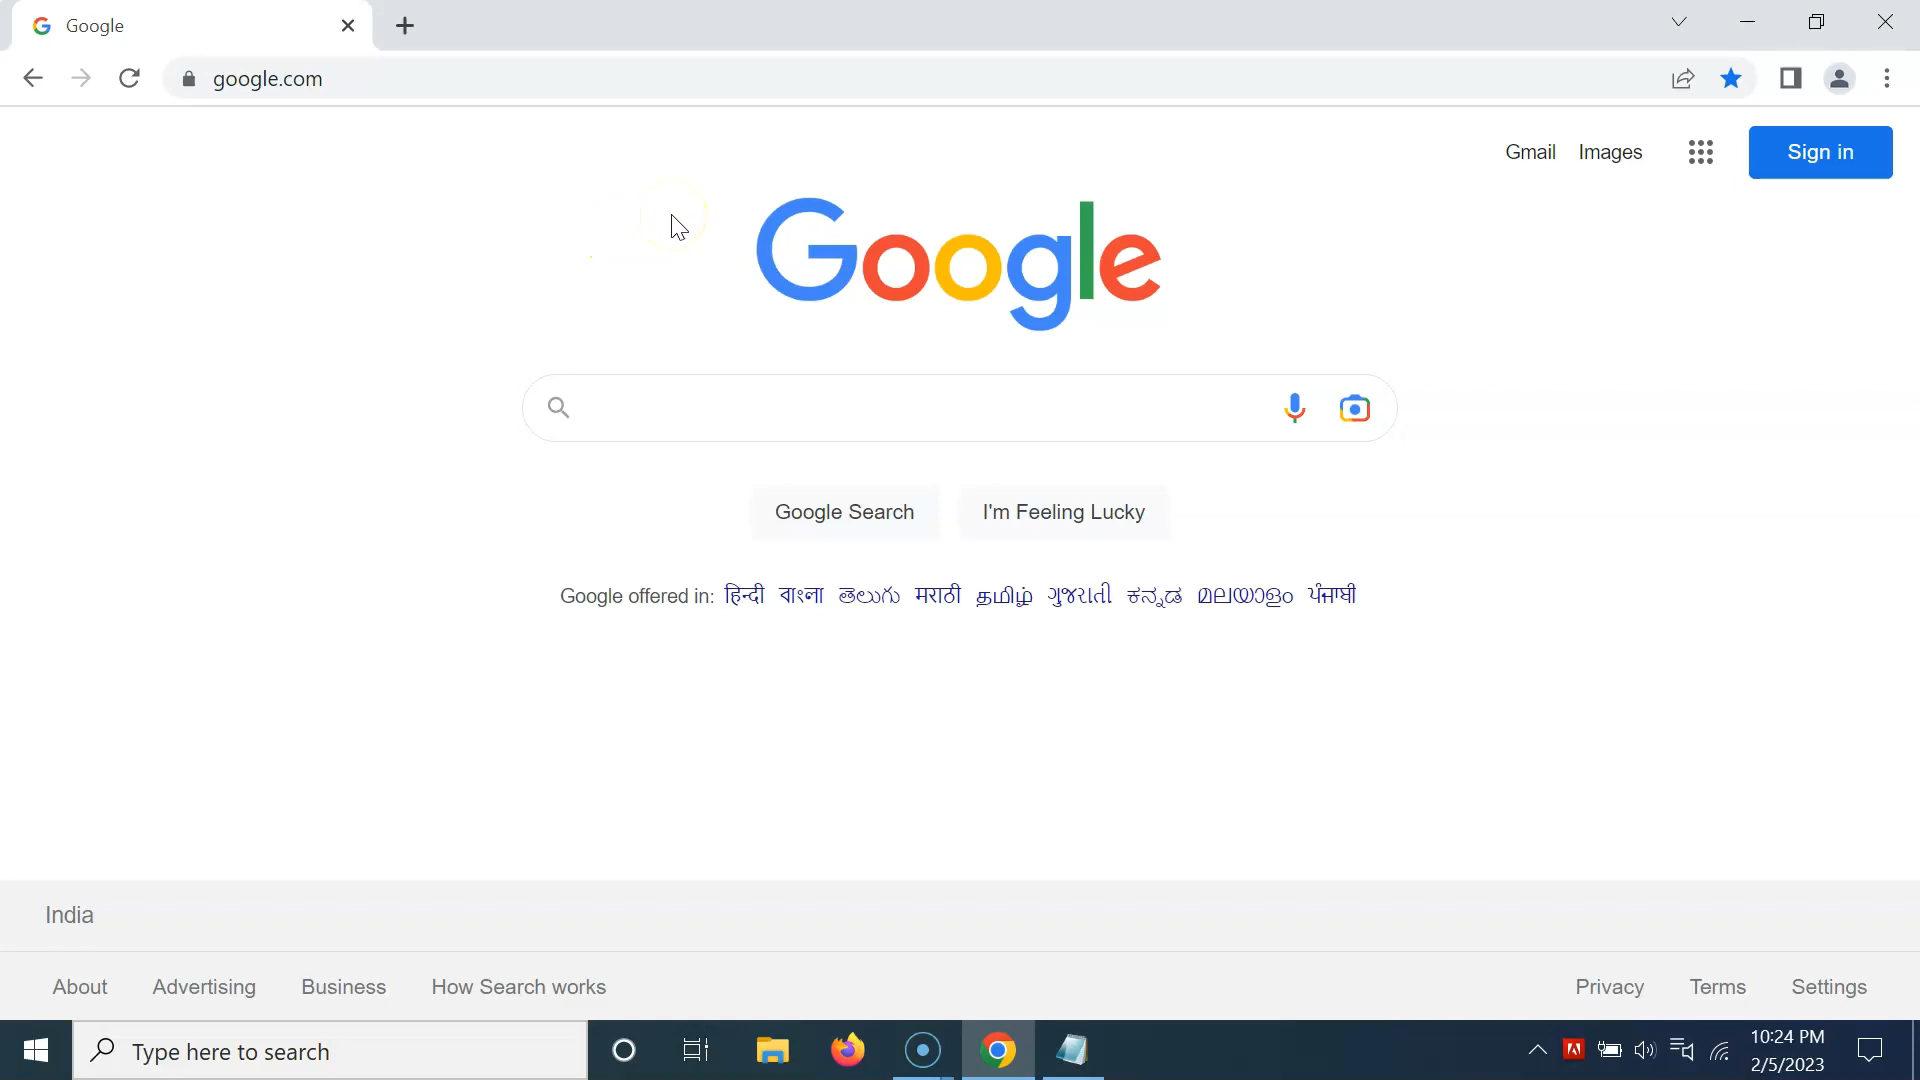 Google
google.com
Gmail Images Sign in
Google
Google Search I'm Feeling Lucky
Google offered in: हिन्दी বাংলা తెలుగు मराठी தமிழ் ગુજરાતી ಕನ್ನಡ മലയാളം ਪੰਜਾਬੀ
India
About Advertising Business How Search works Privacy Terms Settings
Type here to search
10:24 PM
2/5/2023